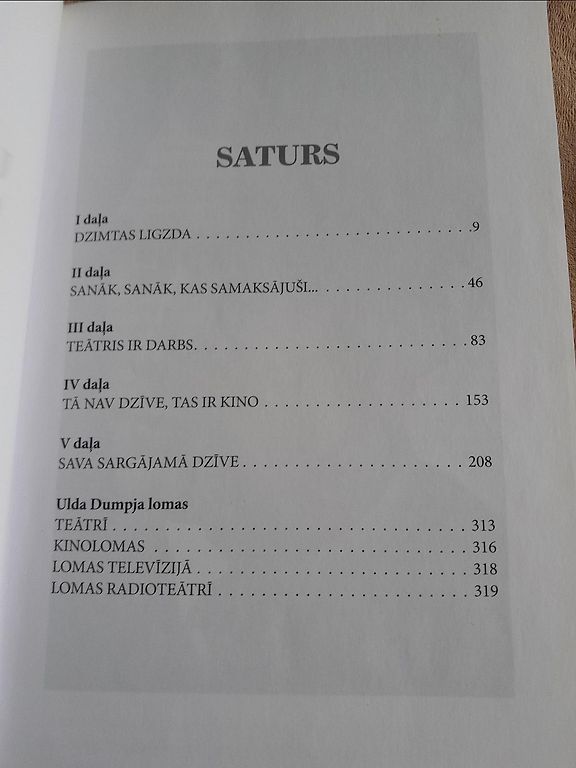 SATURS
I daļa
DZIMTAS LIGZDA . . . . . . . . . . . . . . . . . . . . . . . . . . . . .9
II daļa
SANĀK, SANĀK, KAS SAMAKSĀJUŠI... . . . . . . . . . . . . . . . 46
III daļa
TEĀTRIS IR DARBS. . . . . . . . . . . . . . . . . . . . . . . . . . . . 83
IV daļa
TĀ NAV DZĪVE, TAS IR KINO . . . . . . . . . . . . . . . . . . . . 153
V daļa
SAVA SARGĀJAMĀ DZĪVE . . . . . . . . . . . . . . . . . . . . . . . 208
Ulda Dumpja lomas
TEĀTRĪ . . . . . . . . . . . . . . . . . . . . . . . . . . . . . . . . . . . 313
KINOLOMAS . . . . . . . . . . . . . . . . . . . . . . . . . . . . . . . 316
LOMAS TELEVĪZIJĀ . . . . . . . . . . . . . . . . . . . . . . . . . . . 318
LOMAS RADIOTEĀTRĪ . . . . . . . . . . . . . . . . . . . . . . . . . 319